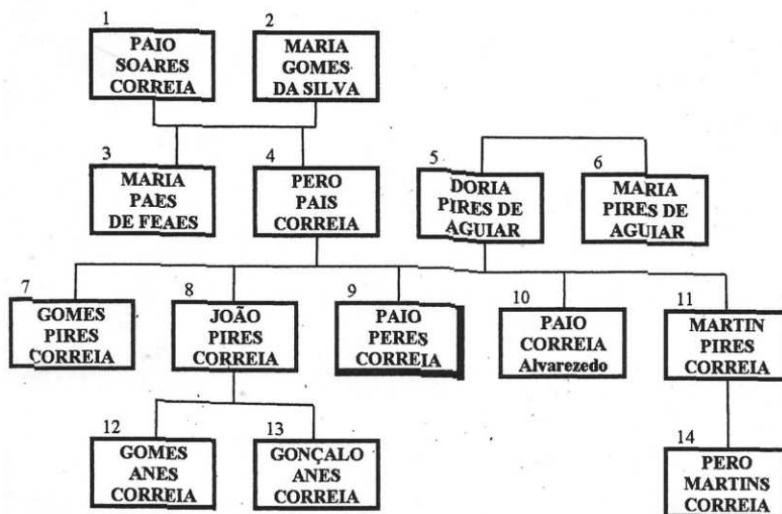 1
PAIO
SOARES
CORREIA
2
MARIA
GOMES
DA SILVA
3
MARIA
PAES
DE FEAES
4
PERO
PAIS
CORREIA
5
DORIA
PIRES DE
AGUIAR
6
MARIA
PIRES DE
AGUIAR
7
GOMES
PIRES
CORREIA
8
JOÃO
PIRES
CORREIA
9
PAIO
PERES
CORREIA
10
PAIO
CORREIA
Alvarezedo
11
MARTIN
PIRES
CORREIA
12
GOMES
ANES
CORREIA
13
GONÇALO
ANES
CORREIA
14
PERO
MARTINS
CORREIA